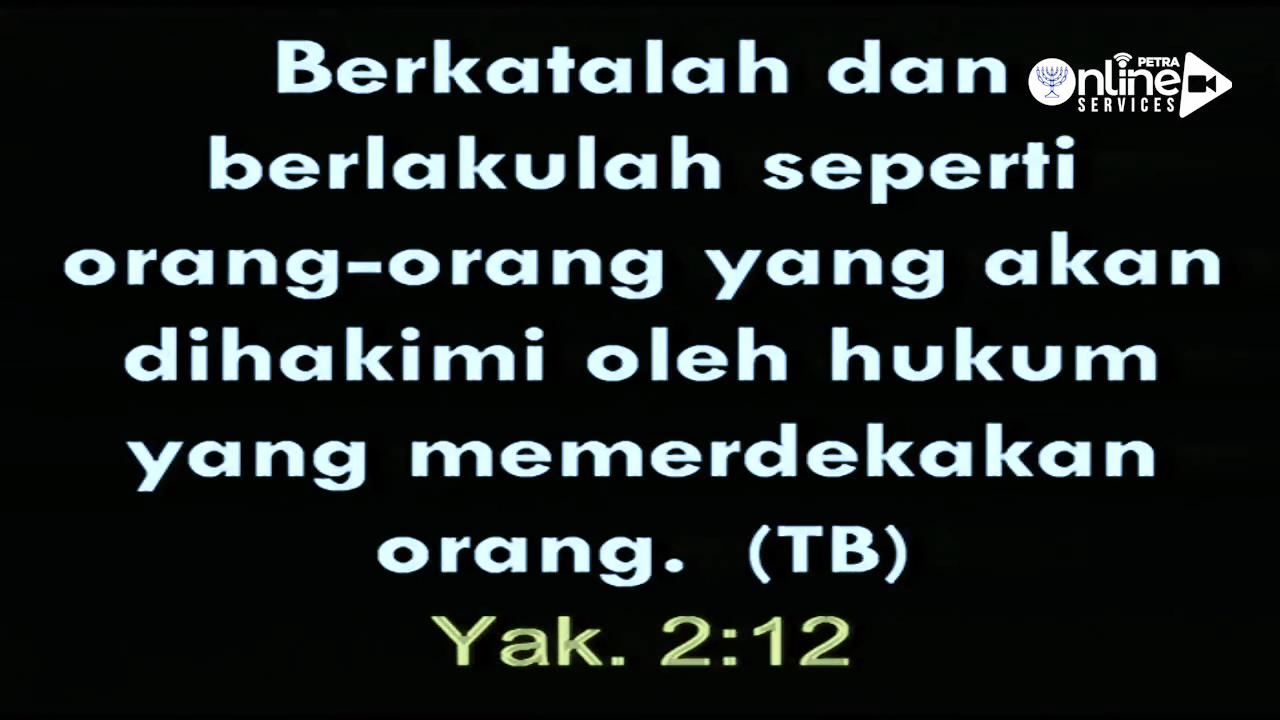 Berkatalah dan
berlakulah seperti
orang-orang yang akan
dihakimi oleh hukum
yang memerdekakan
orang. (TB)
Yak. 2:12
PETRA
Online
SERVICES